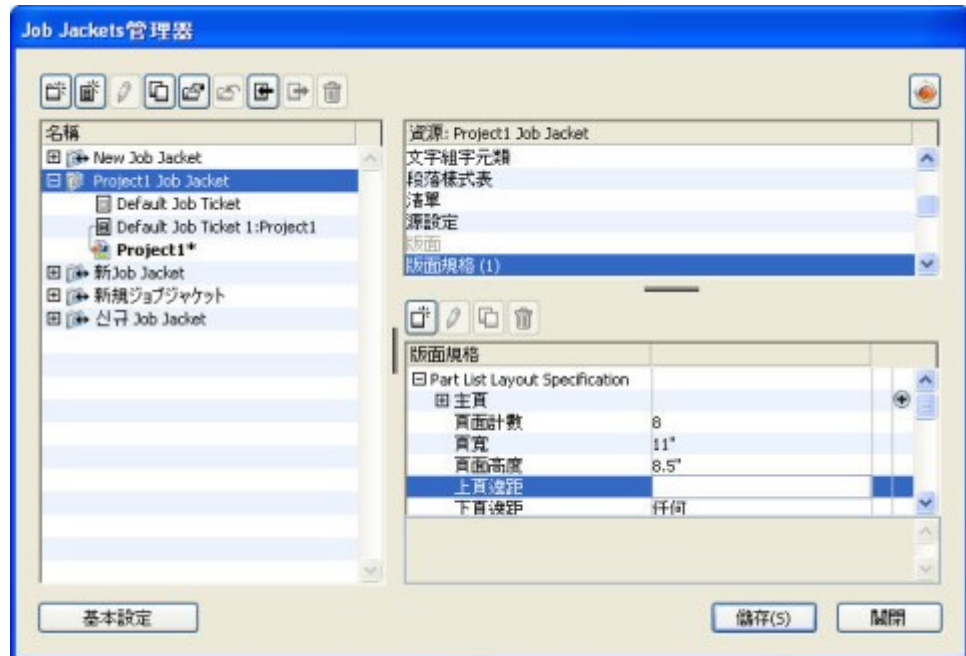 Job Jackets管理器
名稱
New Job Jacket
Project1 Job Jacket
Default Job Ticket
Default Job Ticket 1:Project1
Project1*
新Job Jacket
新規ジョブジャケット
신규 Job Jacket
資源: Project1 Job Jacket
文字組字元類
段落樣式表
清單
源設定
版面
版面規格 (1)
版面規格
Part List Layout Specification
主頁
頁面計數 8
頁寬 11"
頁面高度 8.5"
上頁邊距
下頁邊距 任何
基本設定
儲存(S)
關閉